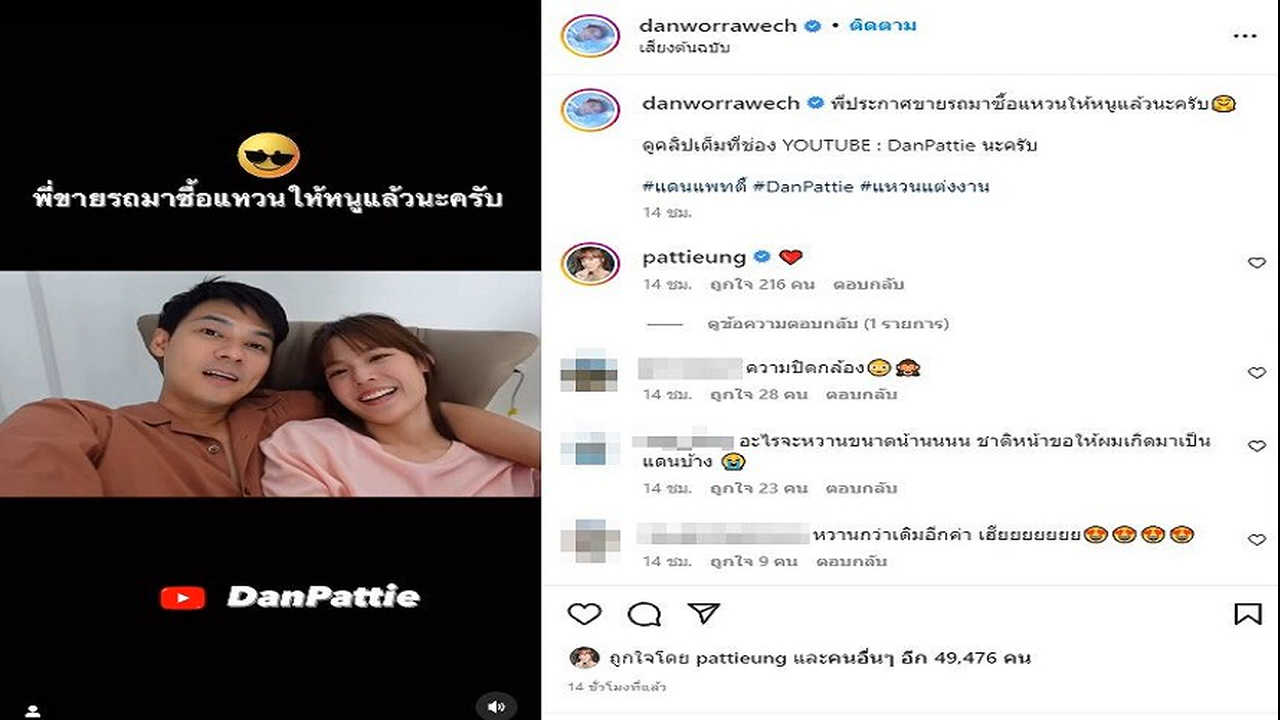 พี่ขายรถมาซื้อแหวนให้หนูแล้วนะครับ
DanPattie
danworrawech • ติดตาม
เสียงต้นฉบับ
danworrawech พี่ประกาศขายรถมาซื้อแหวนให้หนูแล้วนะครับ🤗
ดูคลิปเต็มที่ช่อง YOUTUBE : DanPattie นะครับ
#แดนแพทตี้ #DanPattie #แหวนแต่งงาน
14 ชม.
pattieung ❤️
14 ชม. ถูกใจ 216 คน ตอบกลับ
ดูข้อความตอบกลับ (1 รายการ)
ความปิดกล้อง😳🙈
14 ชม. ถูกใจ 28 คน ตอบกลับ
อะไรจะหวานขนาดน้านนนน ชาติหน้าขอให้ผมเกิดมาเป็น
แดนบ้าง 😭
14 ชม. ถูกใจ 23 คน ตอบกลับ
หวานกว่าเดิมอีกค่า เฮ้ยยยยยยย😍😍😍😍
14 ชม. ถูกใจ 9 คน ตอบกลับ
ถูกใจโดย pattieung และคนอื่นๆ อีก 49,476 คน
14 ชั่วโมงที่แล้ว